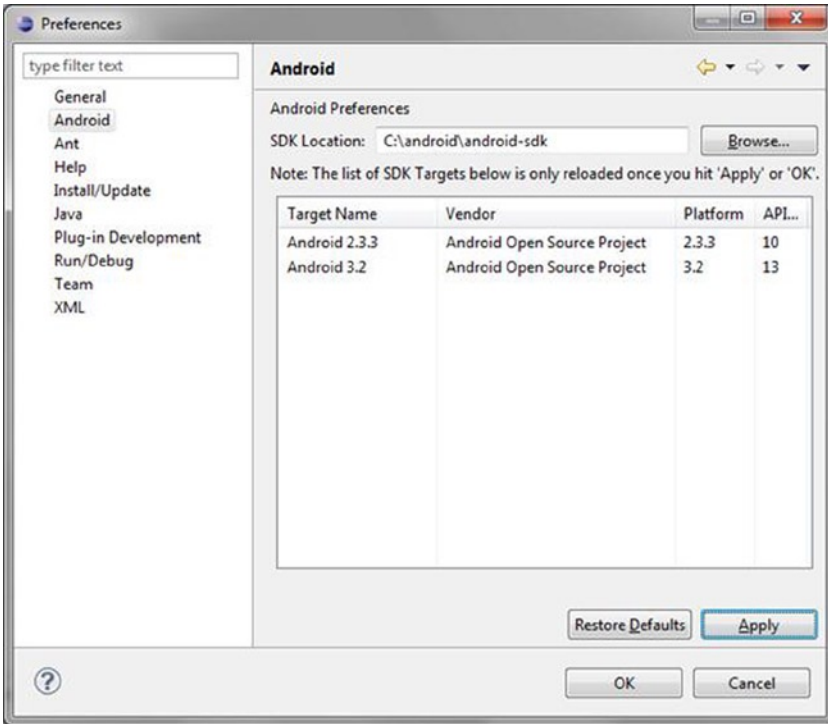 Preferences
type filter text
General
Android
Ant
Help
Install/Update
Java
Plug-in Development
Run/Debug
Team
XML
Android
Android Preferences
SDK Location: C:\android\android-sdk Browse...
Note: The list of SDK Targets below is only reloaded once you hit 'Apply' or 'OK'.
Target Name Vendor Platform API...
Android 2.3.3 Android Open Source Project 2.3.3 10
Android 3.2 Android Open Source Project 3.2 13
Restore Defaults Apply
? OK Cancel